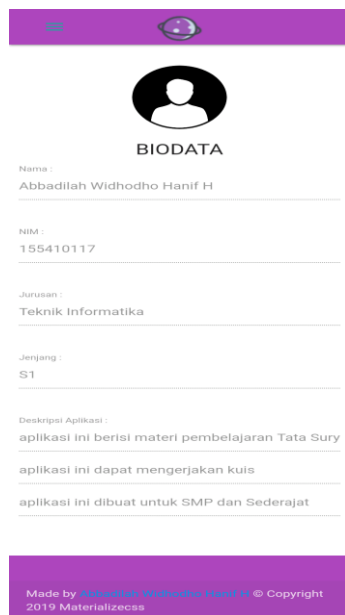 BIODATA
Nama :
Abbadilah Widhodho Hanif H
NIM :
155410117
Jurusan :
Teknik Informatika
Jenjang :
S1
Deskripsi Aplikasi :
aplikasi ini berisi materi pembelajaran Tata Sury
aplikasi ini dapat mengerjakan kuis
aplikasi ini dibuat untuk SMP dan Sederajat
Made by Abbadilah Widhodho Hanif H © Copyright
2019 Materializecss